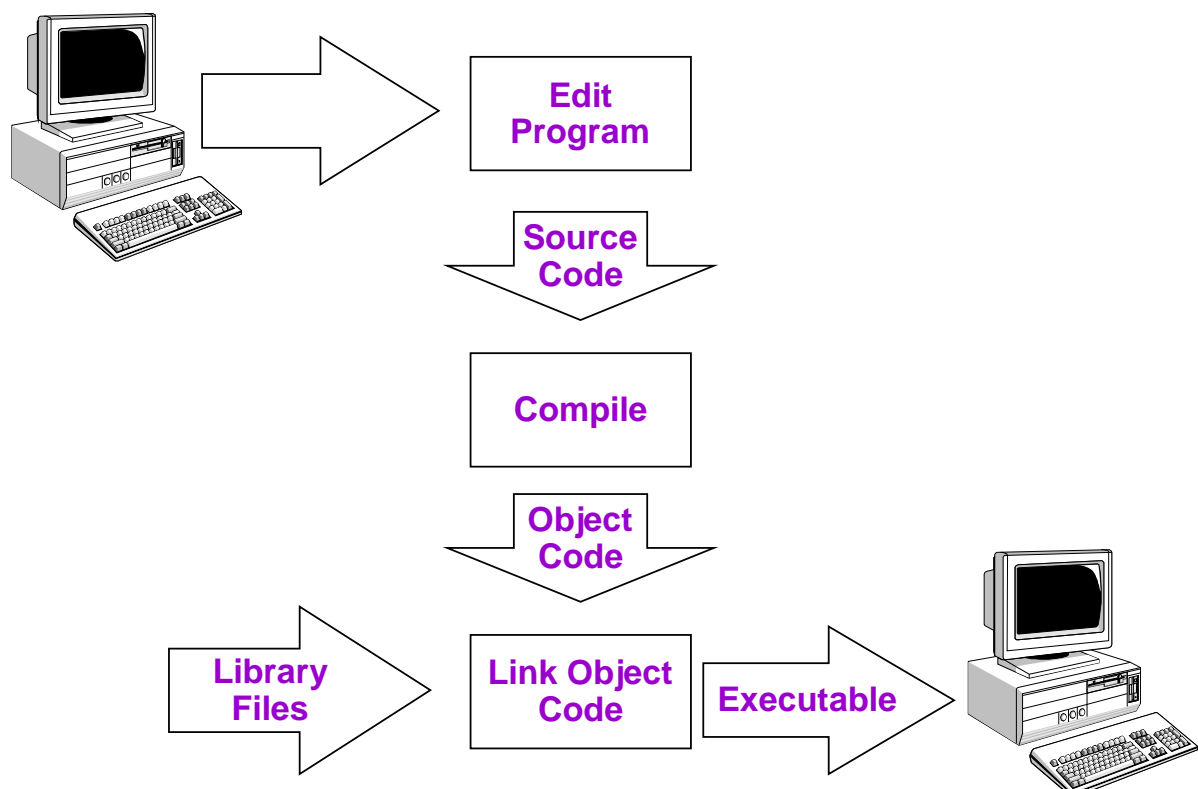 Edit
Program
Source
Code
Compile
Object
Code
Library
Files
Link Object
Code
Executable